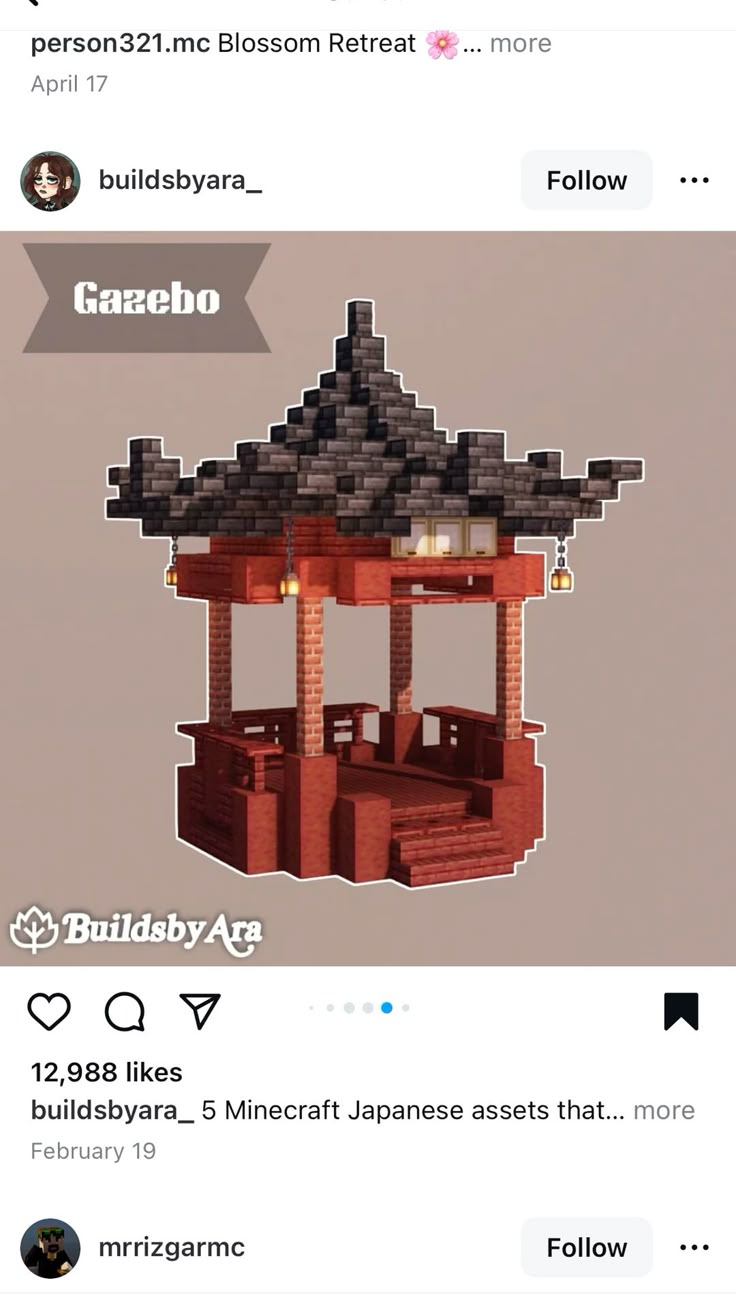 person321.mc Blossom Retreat 🌸... more
April 17
buildsbyara_
Follow
Gazebo
BuildsbyAra
12,988 likes
buildsbyara_ 5 Minecraft Japanese assets that... more
February 19
mrrizgarmc
Follow